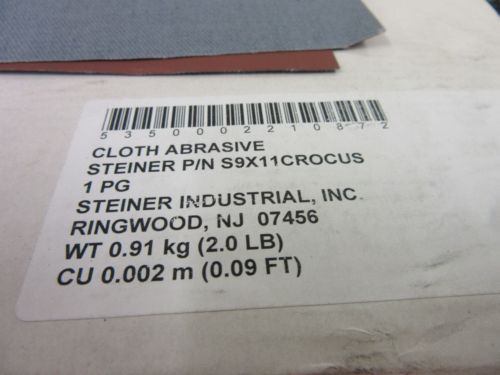 5350002210872
CLOTH ABRASIVE
STEINER P/N S9X11CROCUS
1 PG
STEINER INDUSTRIAL, INC.
RINGWOOD, NJ 07456
WT 0.91 kg (2.0 LB)
CU 0.002 m (0.09 FT)